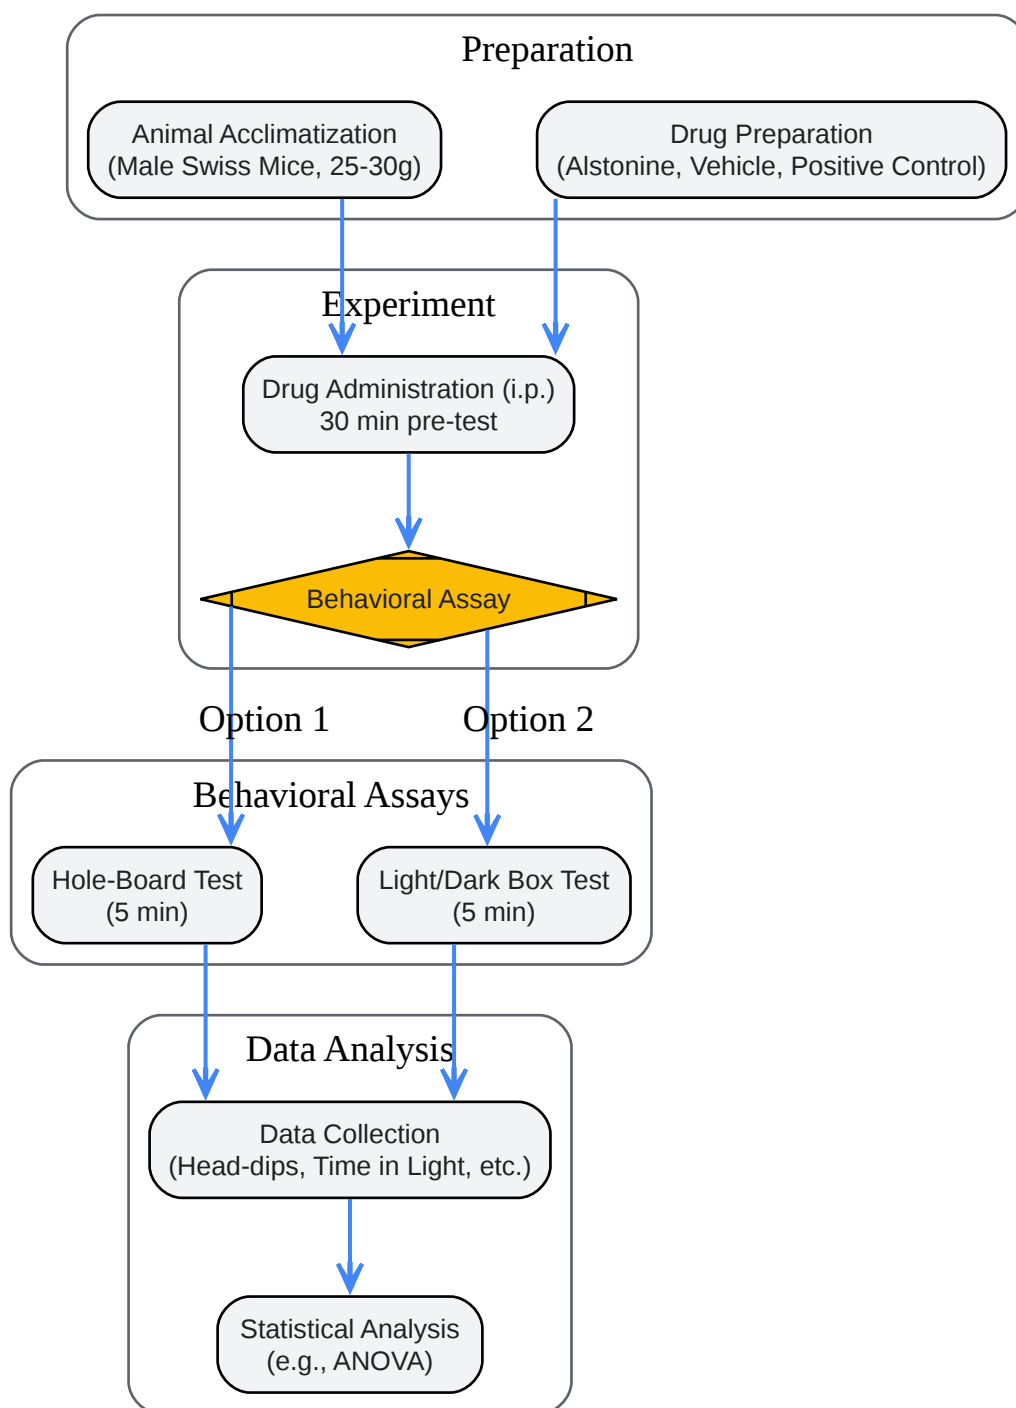 Preparation
Animal Acclimatization
(Male Swiss Mice, 25-30g)
Drug Preparation
(Alstonine, Vehicle, Positive Control)
Experiment
Drug Administration (i.p.)
30 min pre-test
Behavioral Assay
Option 1
Option 2
Behavioral Assays
Hole-Board Test
(5 min)
Light/Dark Box Test
(5 min)
Data Analysis
Data Collection
(Head-dips, Time in Light, etc.)
Statistical Analysis
(e.g., ANOVA)